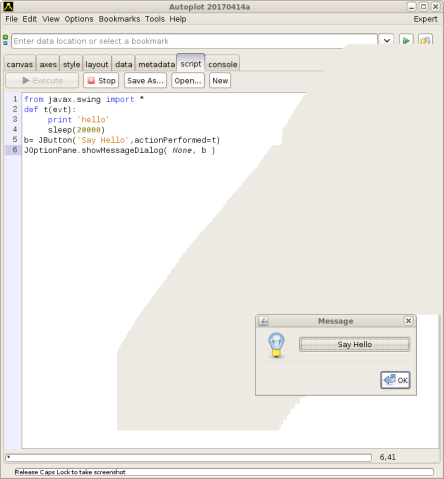 Autoplot 20170414a
File Edit View Options Bookmarks Tools Help Expert
Enter data location or select a bookmark
canvas axes style layout data metadata script console
Execute Stop Save As... Open... New
1 from javax.swing import *
2 def t(evt):
3 print 'hello'
4 sleep(20000)
5 b= JButton('Say Hello',actionPerformed=t)
6 JOptionPane.showMessageDialog( None, b )
Message
Say Hello
OK
* 6,41
Release Caps Lock to take screenshot